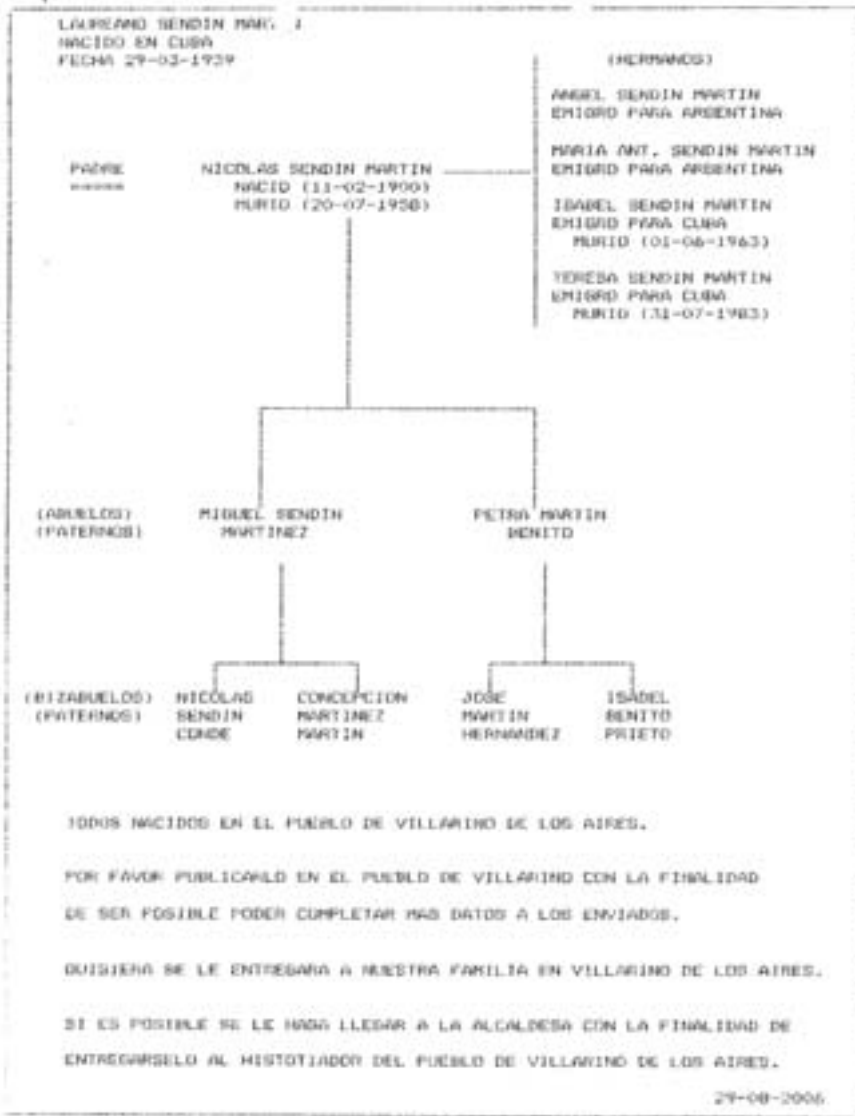 LAUREANO SENDIN
NACIDO EN CUBA
FECHA 29-03-1939
(HERMANOS)
ANGEL SENDIN MARTIN
EMIGRO PARA ARGENTINA
MARIA ANT. SENDIN MARTIN
EMIGRO PARA ARGENTINA
PADRE
=====
NICOLAS SENDIN MARTIN
NACIO (11-02-1900)
MURIO (20-07-1958)
ISABEL SENDIN MARTIN
EMIGRO PARA CUBA
MURIO (01-06-1963)
TERESA SENDIN MARTIN
EMIGRO PARA CUBA
MURIO (31-07-1983)
(ABUELOS)
(PATERNOS)
MIGUEL SENDIN
MARTINEZ
PETRA MARTIN
BENITO
(BIZABUELOS)
(PATERNOS)
NICOLAS
SENDIN
CONDE
CONCEPCION
MARTINEZ
MARTIN
JOSE
MARTIN
HERNANDEZ
ISABEL
BENITO
PRIETO
TODOS NACIDOS EN EL PUEBLO DE VILLARINO DE LOS AIRES.
POR FAVOR PUBLICARLO EN EL PUEBLO DE VILLARINO CON LA FINALIDAD
DE SER POSIBLE PODER COMPLETAR MAS DATOS A LOS ENVIADOS.
QUISIERA SE LE ENTREGARA A NUESTRA FAMILIA EN VILLARINO DE LOS AIRES.
SI ES POSIBLE SE LE HAGA LLEGAR A LA ALCALDESA CON LA FINALIDAD DE
ENTREGARSELO AL HISTOTIADOR DEL PUEBLO DE VILLARINO DE LOS AIRES.
29-08-2006